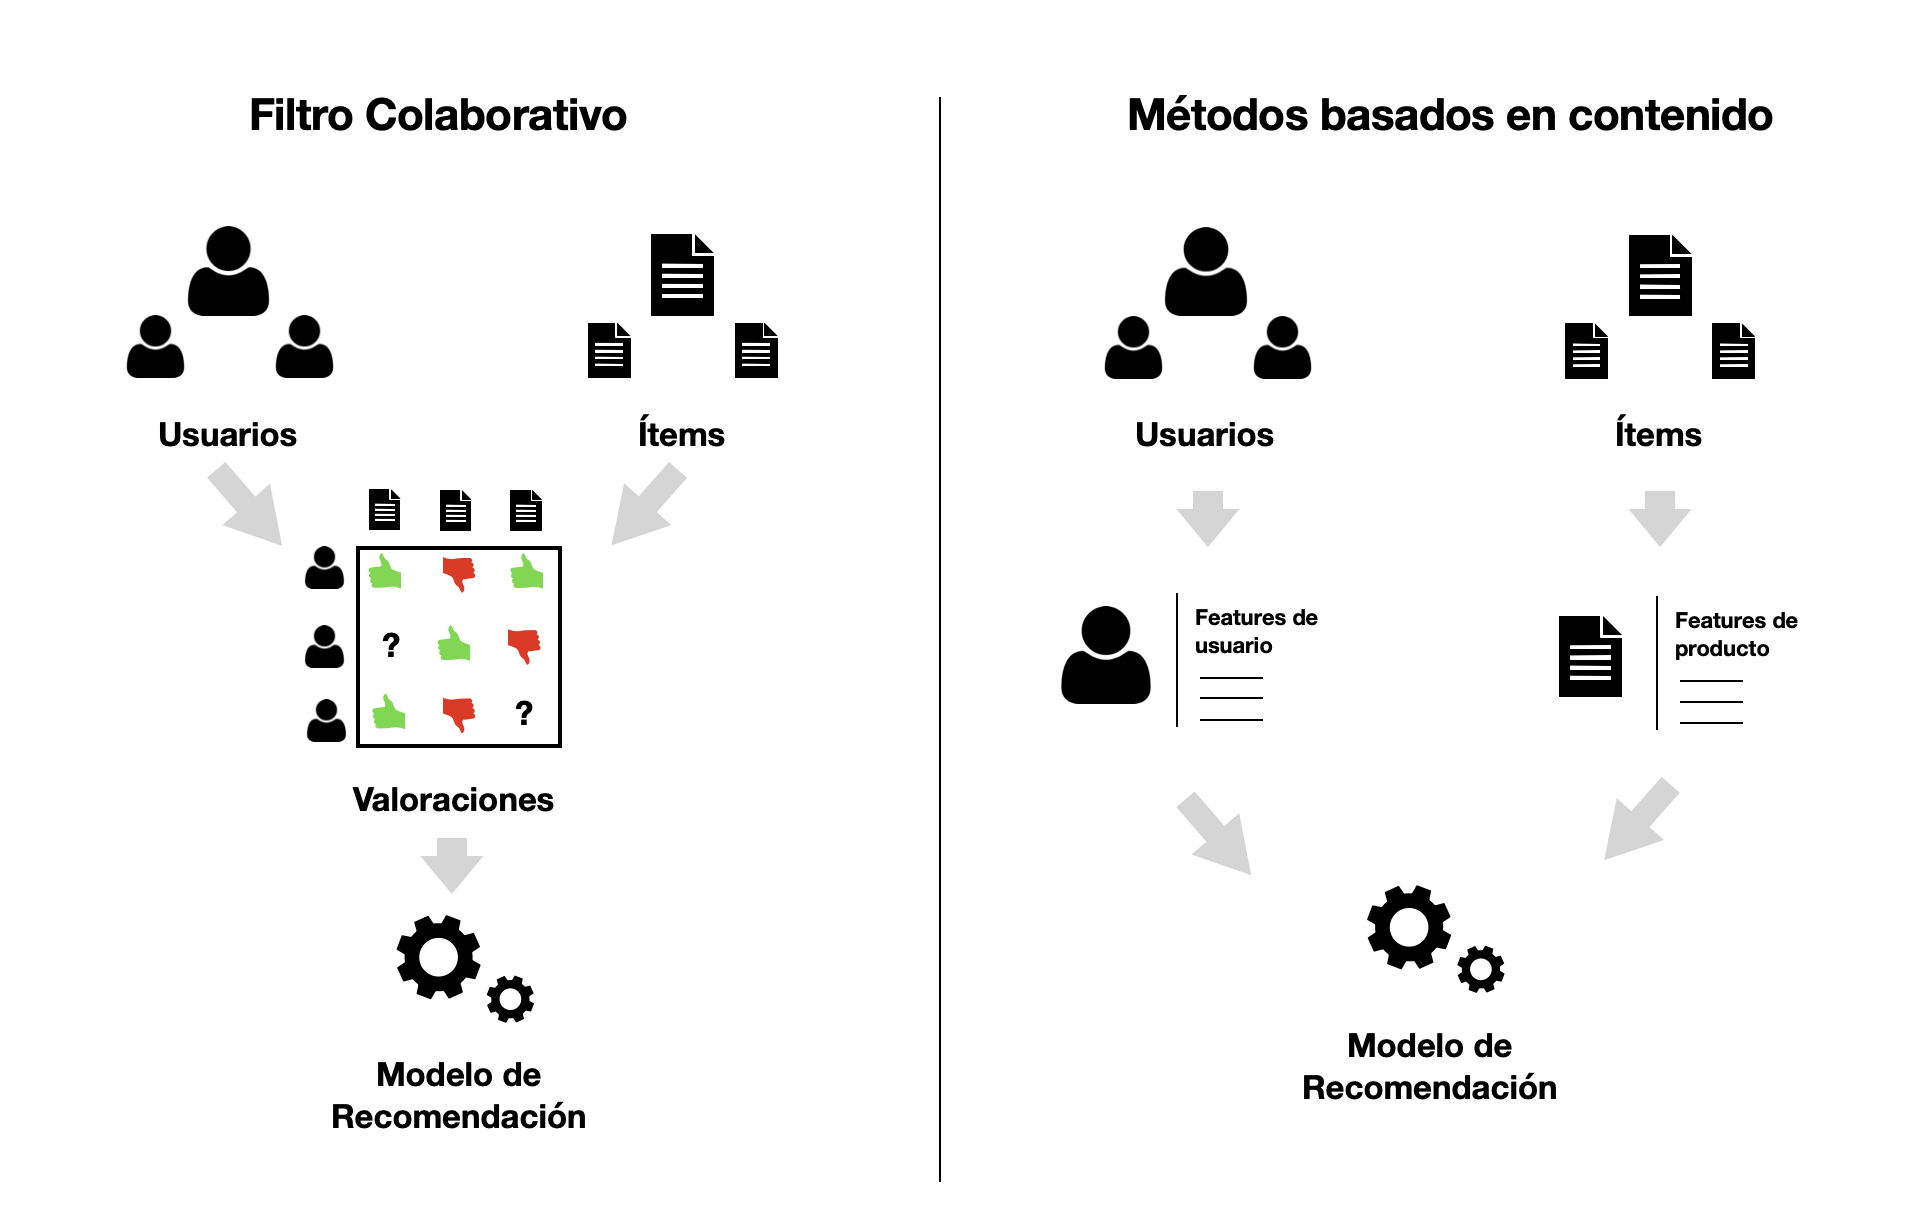 Filtro Colaborativo
Usuarios
Ítems
?
?
Valoraciones
Modelo de
Recomendación
Métodos basados en contenido
Usuarios
Ítems
Features de
usuario
Features de
producto
Modelo de
Recomendación